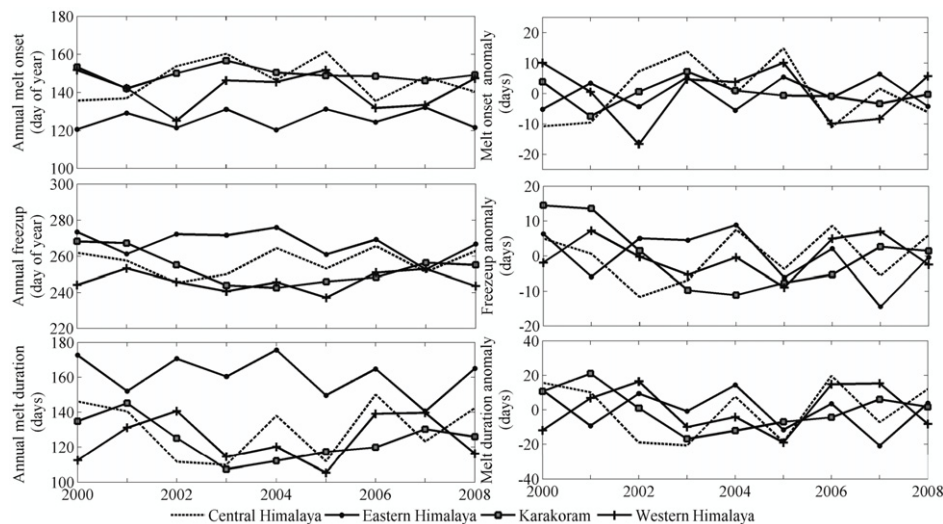 Annual melt onset
(day of year)
180
160
140
120
100
Melt onset anomaly
(days)
20
10
0
-10
-20
Annual freezup
(day of year)
300
280
260
240
220
Freezeup anomaly
(days)
20
10
0
-10
-20
Annual melt duration
(days)
180
160
140
120
100
2000 2002 2004 2006 2008
Melt duration anomaly
(days)
40
20
0
-20
-40
2000 2002 2004 2006 2008
Central Himalaya Eastern Himalaya Karakoram Western Himalaya